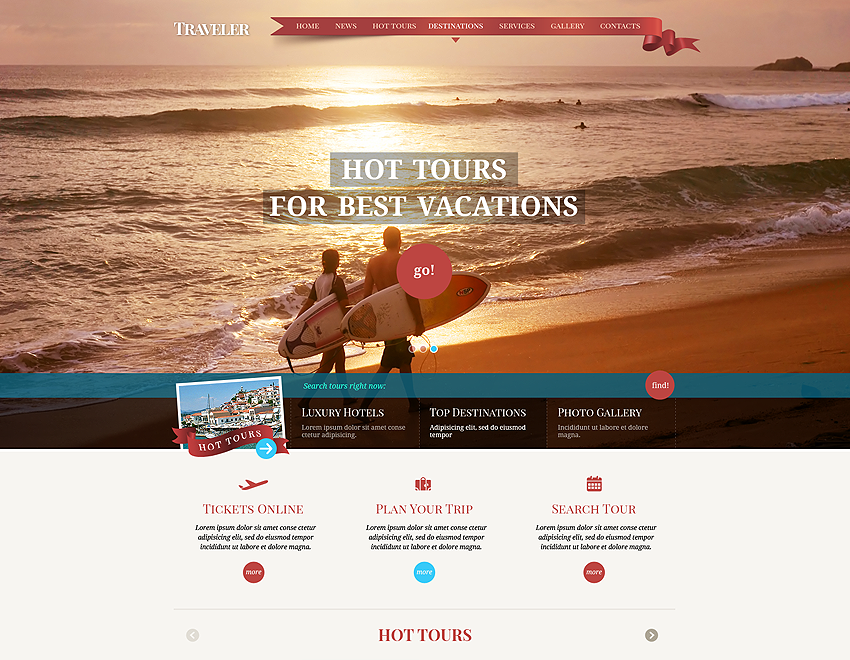 TRAVELER
HOME NEWS HOT TOURS DESTINATIONS SERVICES GALLERY CONTACTS
HOT TOURS
FOR BEST VACATIONS
go!
Search tours right now:
find!
HOT TOURS
LUXURY HOTELS
Lorem ipsum dolor sit amet conse
ctetur adipisicing.
TOP DESTINATIONS
Adipisicing elit, sed do eiusmod
tempor
PHOTO GALLERY
Incididunt ut labore et dolore
magna.
TICKETS ONLINE
Lorem ipsum dolor sit amet conse ctetur
adipisicing elit, sed do eiusmod tempor
incididunt ut labore et dolore magna.
more
PLAN YOUR TRIP
Lorem ipsum dolor sit amet conse ctetur
adipisicing elit, sed do eiusmod tempor
incididunt ut labore et dolore magna.
more
SEARCH TOUR
Lorem ipsum dolor sit amet conse ctetur
adipisicing elit, sed do eiusmod tempor
incididunt ut labore et dolore magna.
more
HOT TOURS